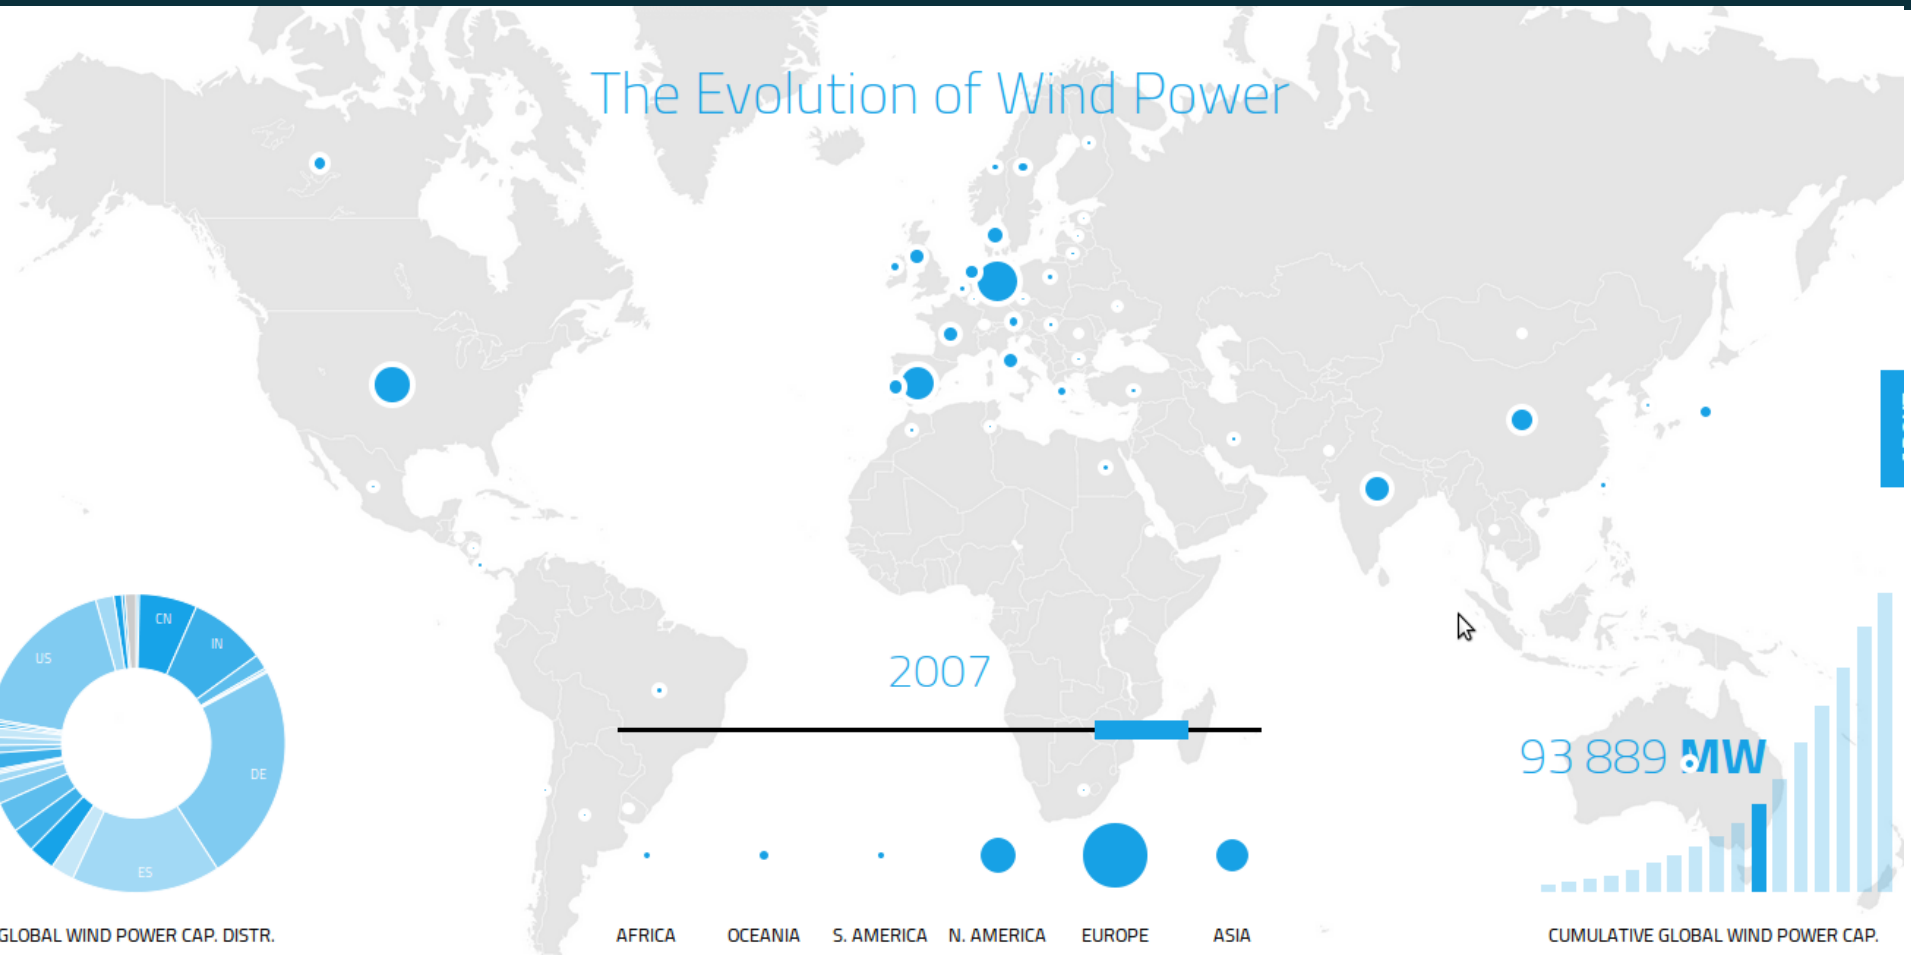 The Evolution of Wind Power
CN
IN
US
DE
ES
2007
93 889 MW
GLOBAL WIND POWER CAP. DISTR.
AFRICA
OCEANIA
S. AMERICA
N. AMERICA
EUROPE
ASIA
CUMULATIVE GLOBAL WIND POWER CAP.